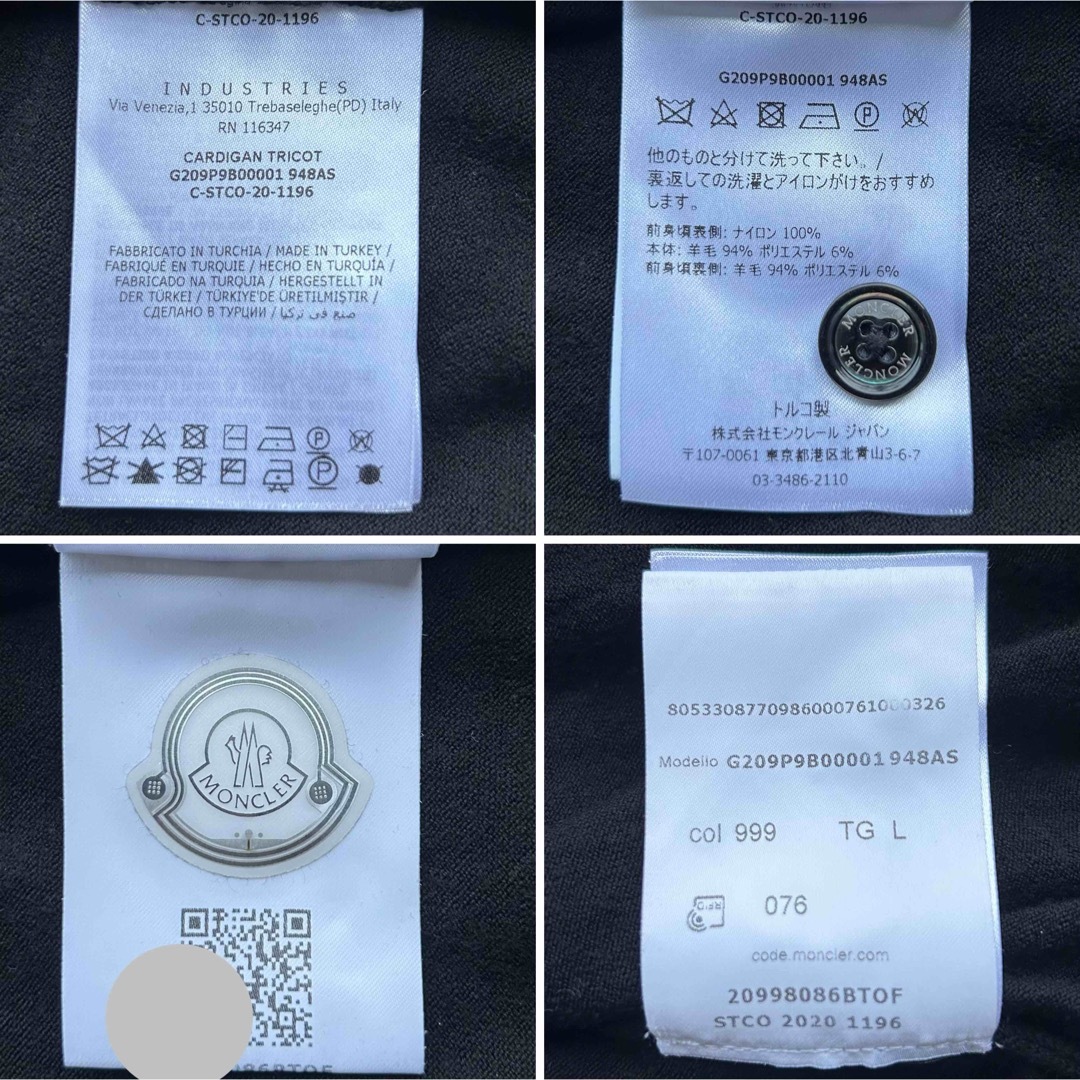 C-STCO-20-1196
INDUSTRIES
Via Venezia,1 35010 Trebaseleghe(PD) Italy
RN 116347
CARDIGAN TRICOT
G209P9B00001 948AS
C-STCO-20-1196
FABBRICATO IN TURCHIA / MADE IN TURKEY /
FABRIQUÉ EN TURQUIE / HECHO EN TURQUÍA /
FABRICADO NA TURQUIA / HERGESTELLT IN
DER TÜRKEI / TÜRKIYE'DE ÜRETILMIŞTIR /
СДЕЛАНО В ТУРЦИИ / صنع في تركيا
P
W
P
C-STCO-20-1196
G209P9B00001 948AS
P
W
他のものと分けて洗って下さい。/
裏返しての洗濯とアイロンがけをおすすめ
します。
前身頃裏側: ナイロン 100%
本体: 羊毛 94% ポリエステル 6%
前身頃裏側: 羊毛 94% ポリエステル 6%
MONCLER
MONCLER
トルコ製
株式会社モンクレール ジャパン
〒107-0061 東京都港区北青山3-6-7
03-3486-2110
MONCLER
086BTOF
8053308770986000761000326
Modello G209P9B00001948AS
col 999 TG L
RFID 076
code.moncler.com
20998086BTOF
STCO 2020 1196